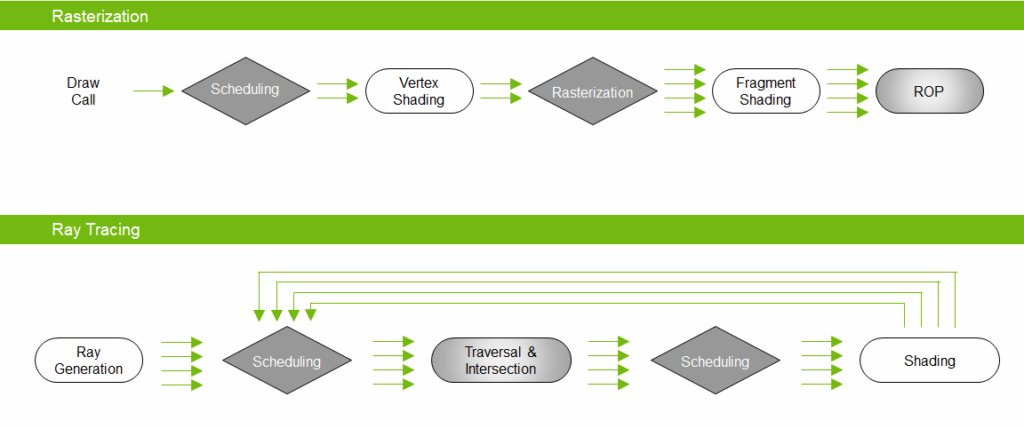 Rasterization
Draw
Call
Scheduling
Vertex
Shading
Rasterization
Fragment
Shading
ROP
Ray Tracing
Ray
Generation
Scheduling
Traversal &
Intersection
Scheduling
Shading